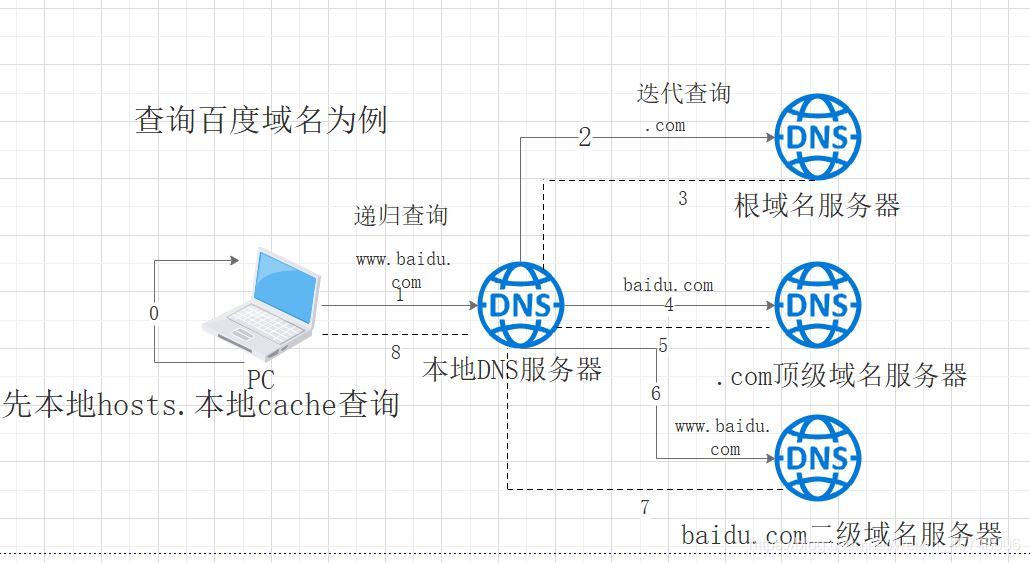 查询百度域名为例
迭代查询
2
.com
DNS
3
根域名服务器
递归查询
www.baidu.
com
1
0
DNS
baidu.com
4
DNS
5
8
PC
本地DNS服务器
.com顶级域名服务器
先本地hosts.本地cache查询
6
www.baidu.
com
DNS
7
baidu.com二级域名服务器